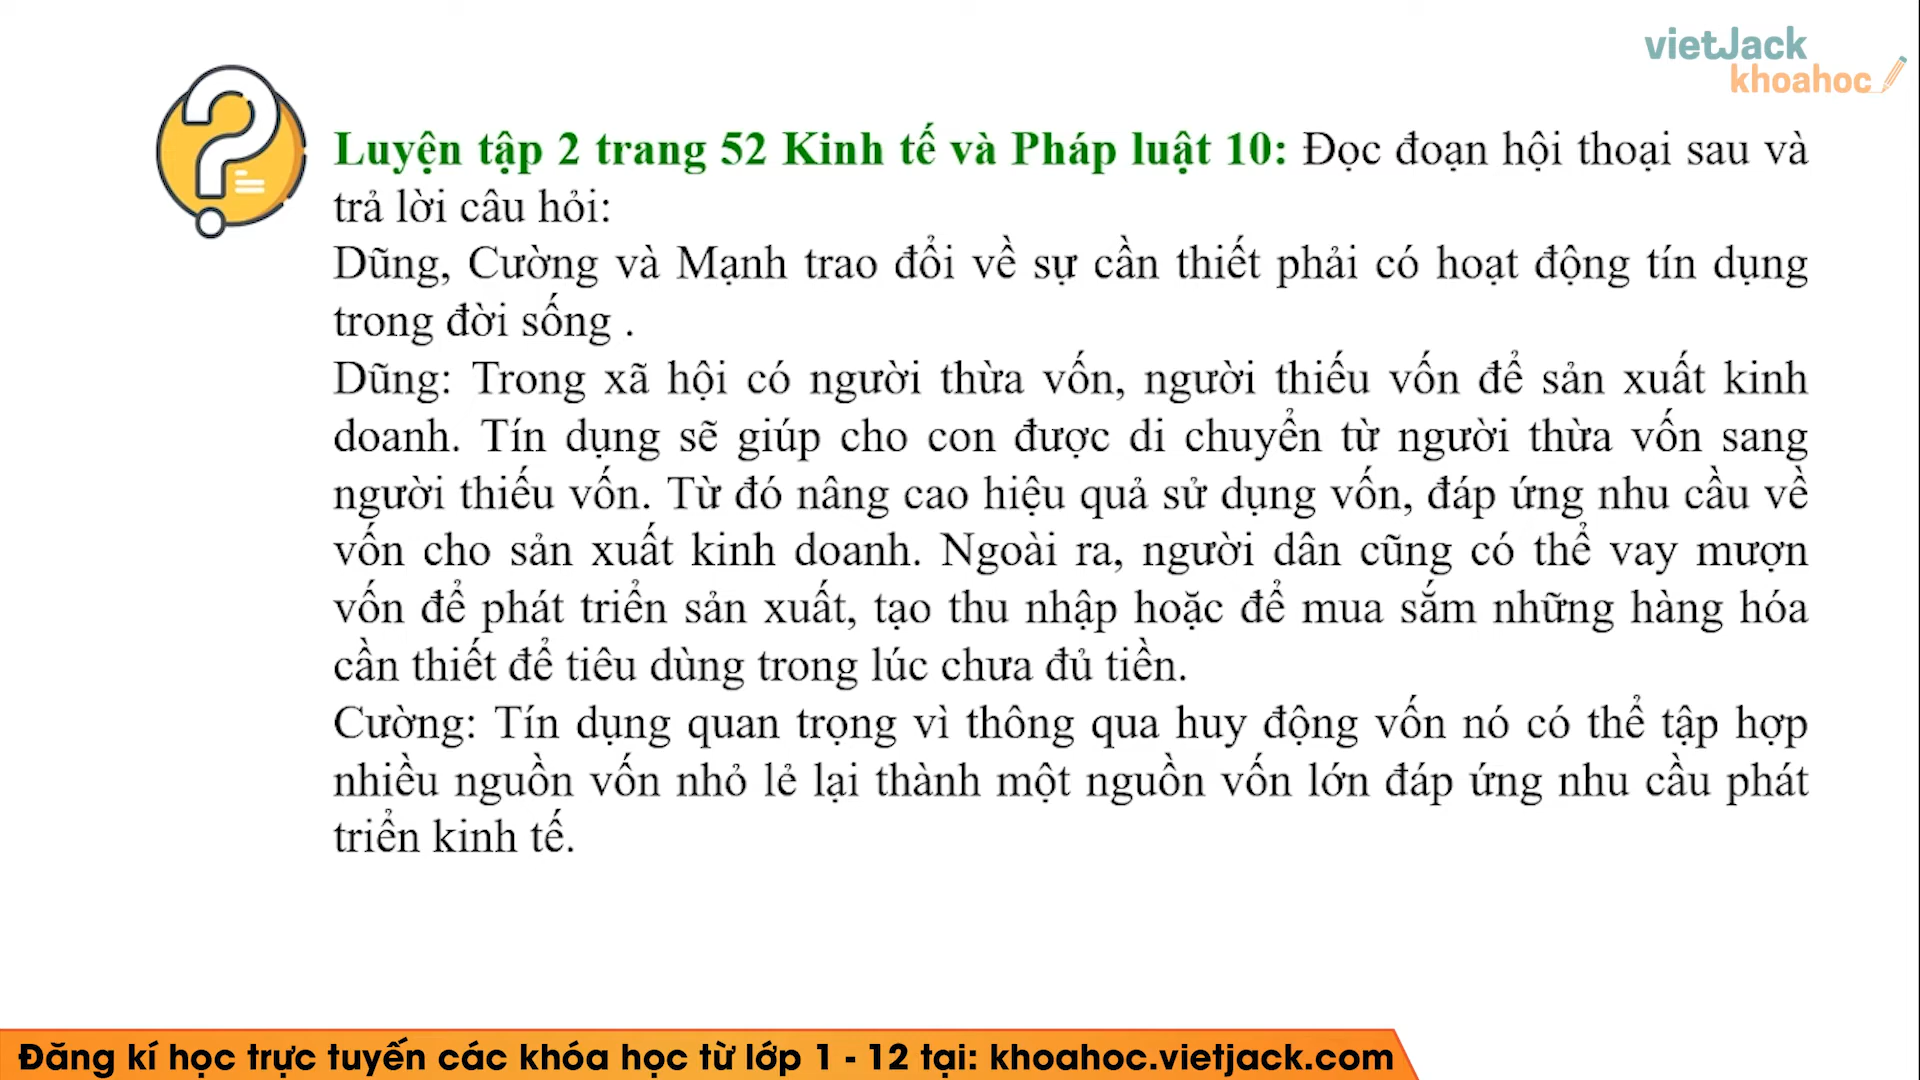 vietJack
khoahoc
Luyện tập 2 trang 52 Kinh tế và Pháp luật 10: Đọc đoạn hội thoại sau và
trả lời câu hỏi:
Dũng, Cường và Mạnh trao đổi về sự cần thiết phải có hoạt động tín dụng
trong đời sống .
Dũng: Trong xã hội có người thừa vốn, người thiếu vốn để sản xuất kinh
doanh. Tín dụng sẽ giúp cho con được di chuyển từ người thừa vốn sang
người thiếu vốn. Từ đó nâng cao hiệu quả sử dụng vốn, đáp ứng nhu cầu về
vốn cho sản xuất kinh doanh. Ngoài ra, người dân cũng có thể vay mượn
vốn để phát triển sản xuất, tạo thu nhập hoặc để mua sắm những hàng hóa
cần thiết để tiêu dùng trong lúc chưa đủ tiền.
Cường: Tín dụng quan trọng vì thông qua huy động vốn nó có thể tập hợp
nhiều nguồn vốn nhỏ lẻ lại thành một nguồn vốn lớn đáp ứng nhu cầu phát
triển kinh tế.
Đăng kí học trực tuyến các khóa học từ lớp 1 - 12 tại: khoahoc.vietjack.com